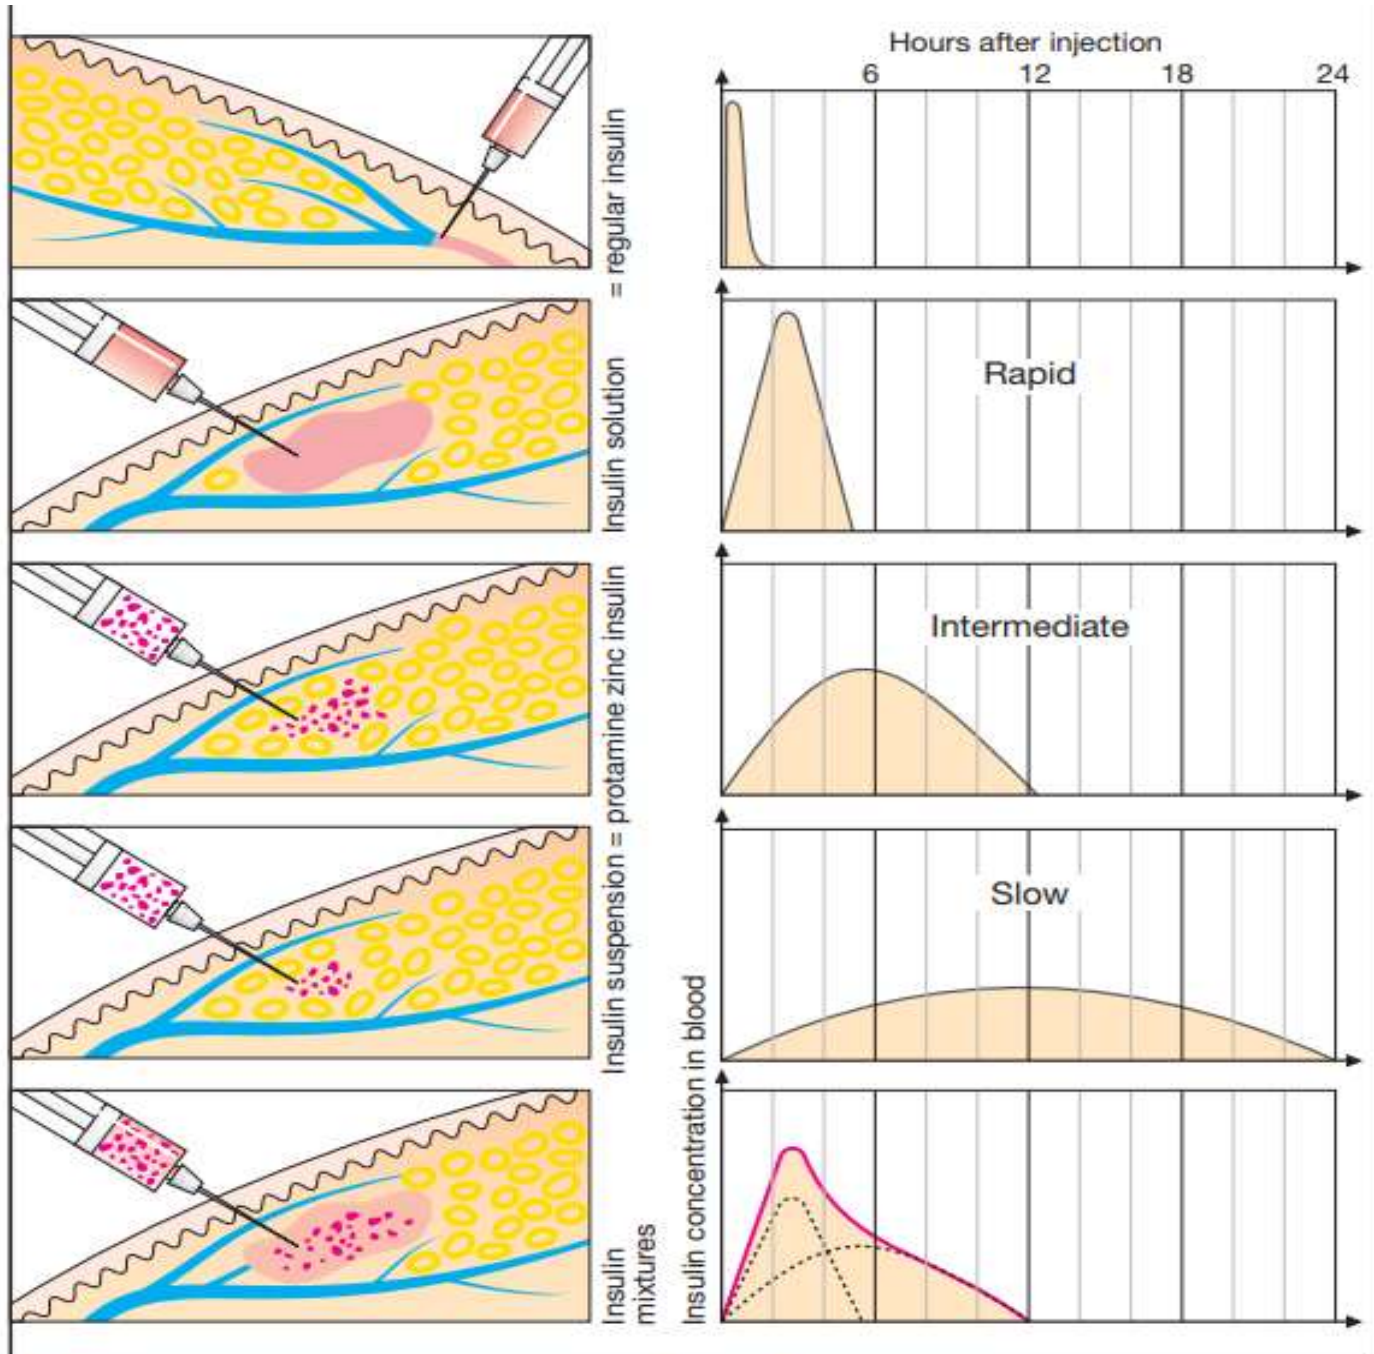 Hours after injection
6 12 18 24
Insulin solution = regular insulin
Rapid
Insulin suspension = protamine zinc insulin
Intermediate
Slow
Insulin
mixtures
Insulin concentration in blood